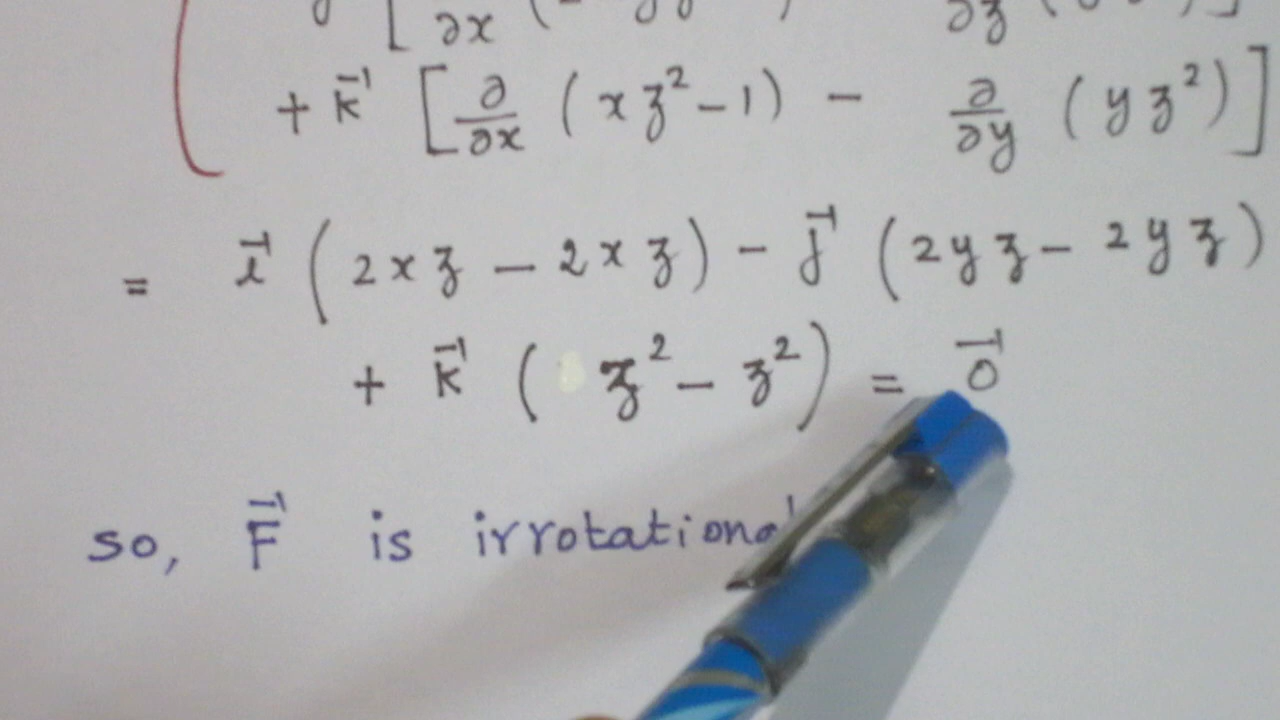 [ ∂/∂x ( ∂/∂z (
+ k⃗ [ ∂/∂x ( xz² − 1 ) − ∂/∂y ( yz² ) ]
= i⃗ ( 2xz − 2xz ) − j⃗ ( 2yz − 2yz )
+ k⃗ ( z² − z² ) = 0⃗
so, F⃗ is irrotational